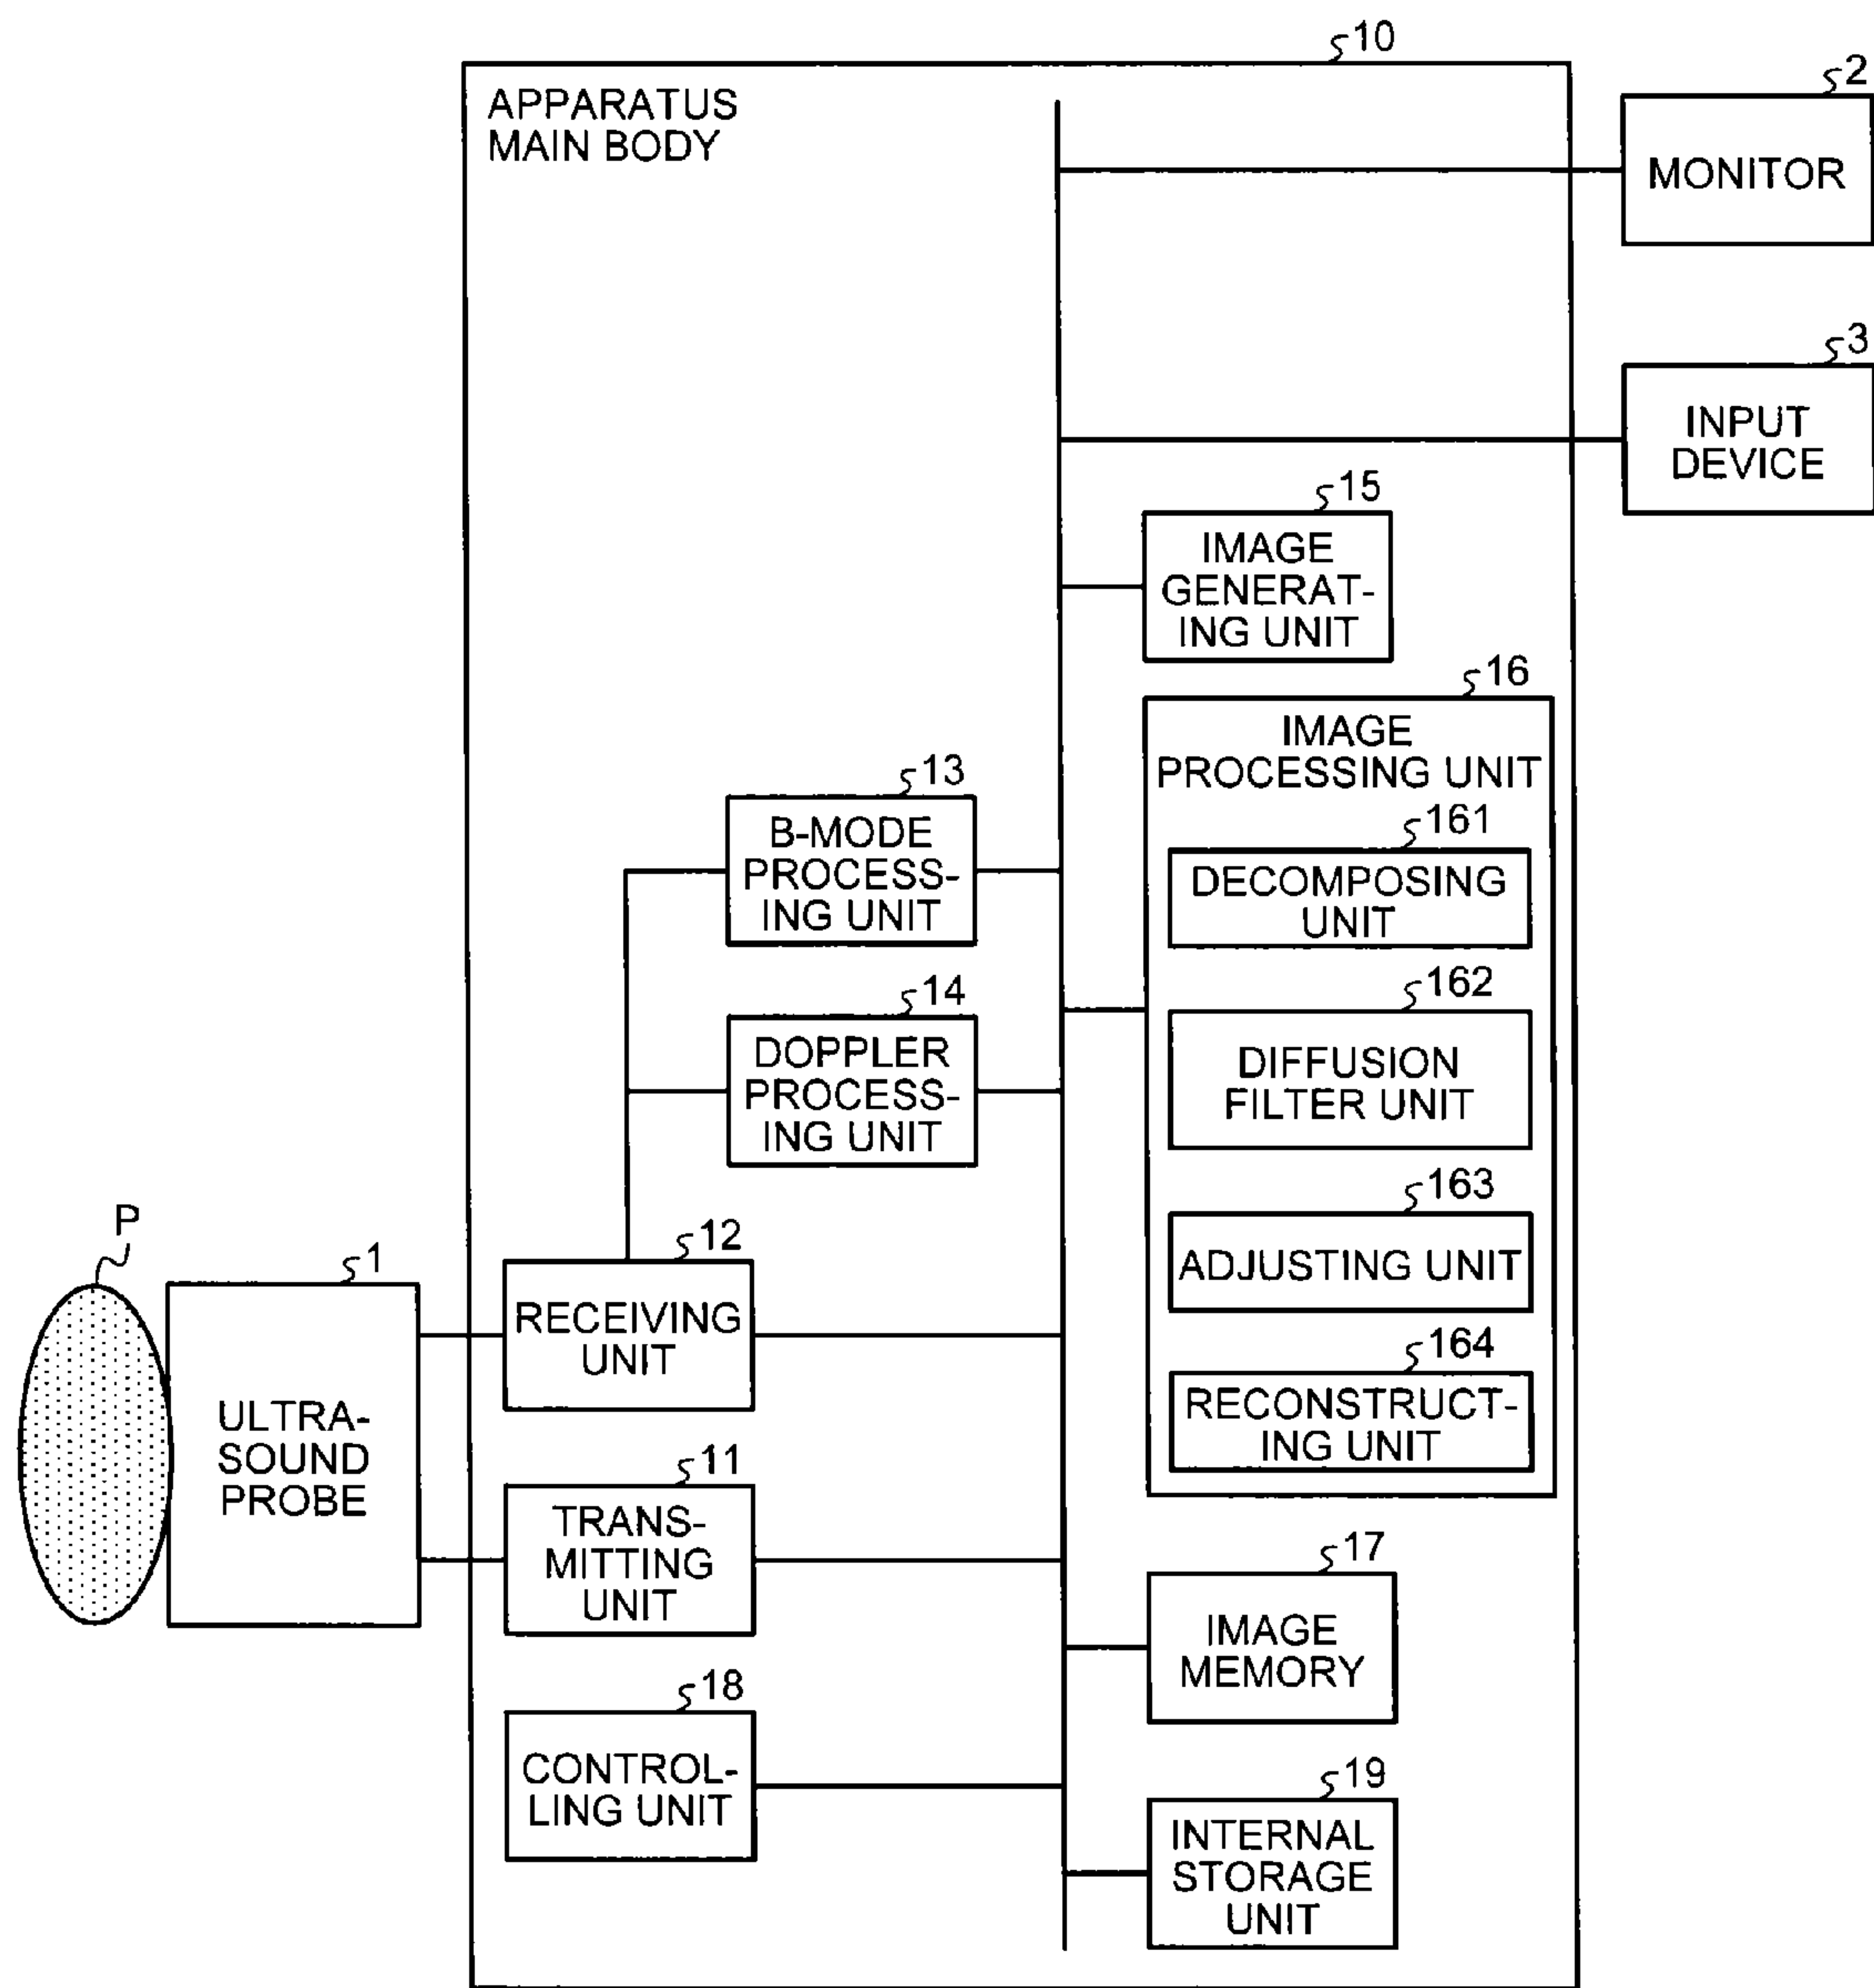 10
APPARATUS
MAIN BODY
2
MONITOR
3
INPUT
DEVICE
15
IMAGE
GENERAT-
ING UNIT
16
IMAGE
PROCESSING UNIT
13
B-MODE
PROCESS-
ING UNIT
161
DECOMPOSING
UNIT
14
DOPPLER
PROCESS-
ING UNIT
162
DIFFUSION
FILTER UNIT
163
ADJUSTING UNIT
P
1
ULTRA-
SOUND
PROBE
12
RECEIVING
UNIT
164
RECONSTRUCT-
ING UNIT
11
TRANS-
MITTING
UNIT
17
IMAGE
MEMORY
18
CONTROL-
LING UNIT
19
INTERNAL
STORAGE
UNIT